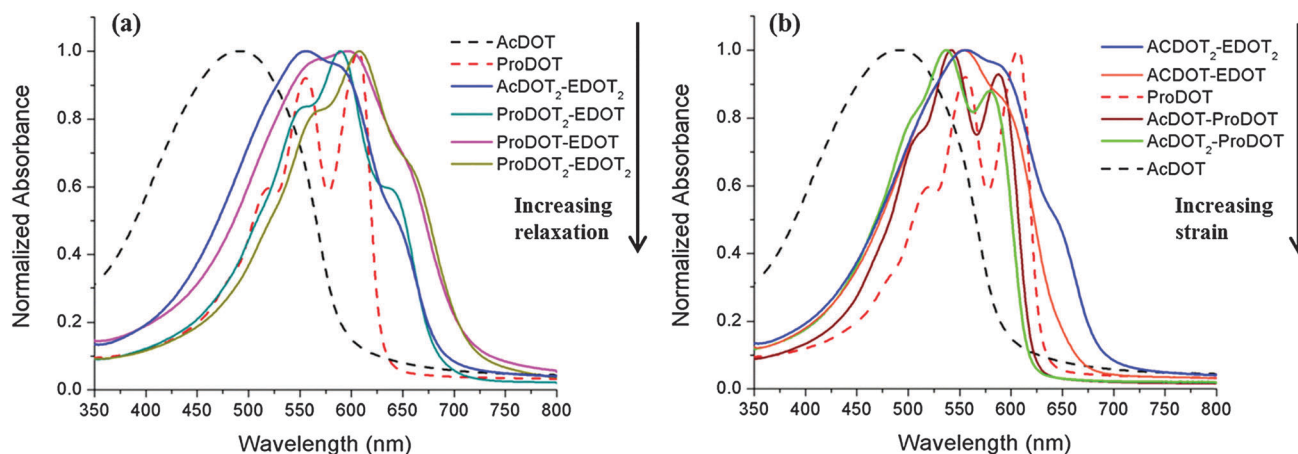 (a)
AcDOT
ProDOT
AcDOT₂-EDOT₂
ProDOT₂-EDOT
ProDOT-EDOT
ProDOT₂-EDOT₂
Increasing
relaxation
Normalized Absorbance
1.0
0.8
0.6
0.4
0.2
0.0
350 400 450 500 550 600 650 700 750 800
Wavelength (nm)
(b)
ACDOT₂-EDOT₂
ACDOT-EDOT
ProDOT
AcDOT-ProDOT
AcDOT₂-ProDOT
AcDOT
Increasing
strain
Normalized Absorbance
1.0
0.8
0.6
0.4
0.2
0.0
350 400 450 500 550 600 650 700 750 800
Wavelength (nm)